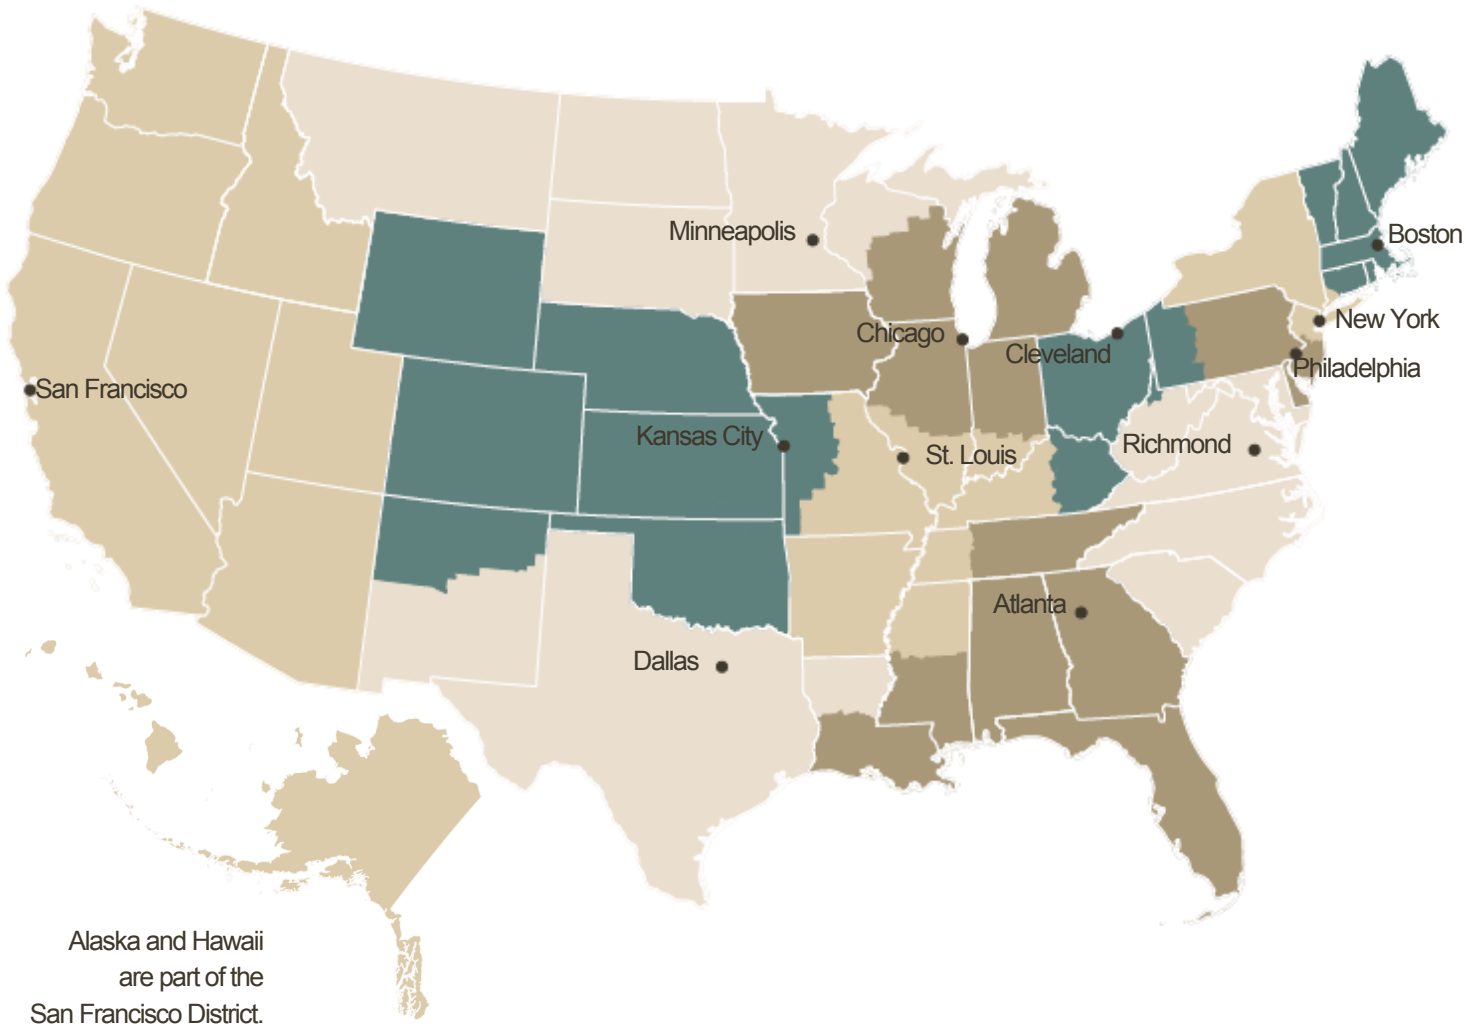 Minneapolis
Boston
New York
Chicago
Cleveland
Philadelphia
San Francisco
Kansas City
Richmond
St. Louis
Atlanta
Dallas
Alaska and Hawaii
are part of the
San Francisco District.